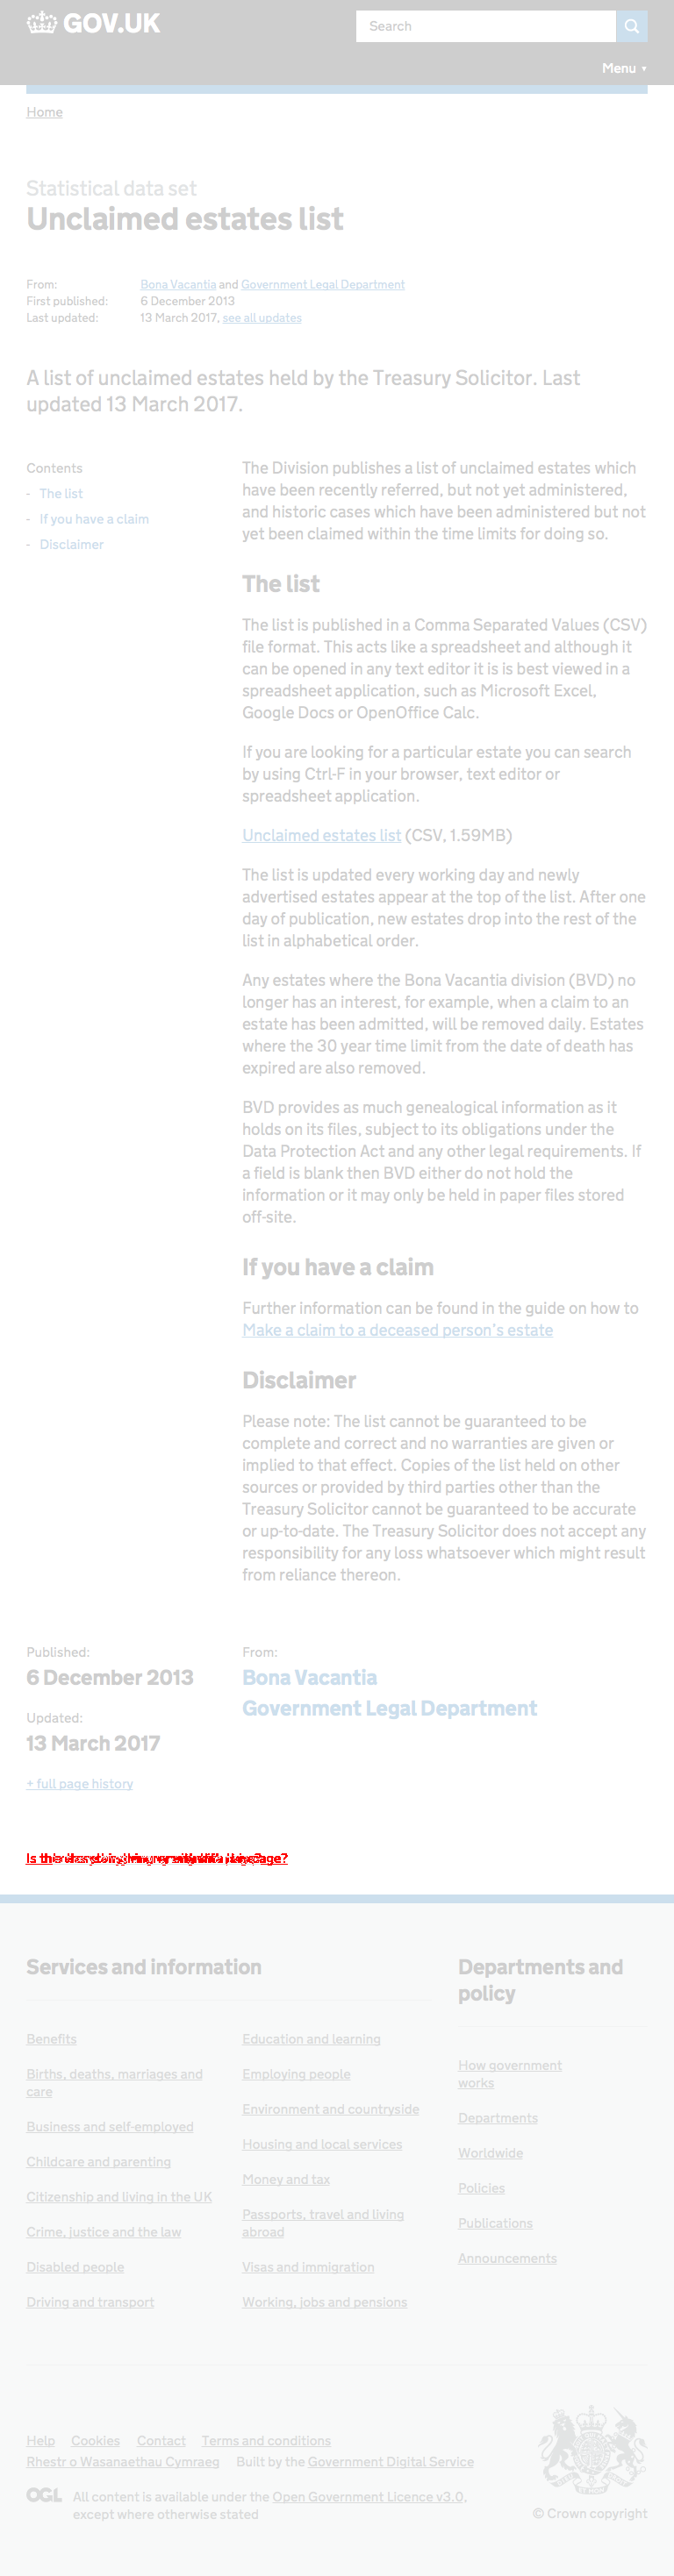 GOV.UK
Search
Menu ▼
Home
Statistical data set
Unclaimed estates list
From: Bona Vacantia and Government Legal Department
First published: 6 December 2013
Last updated: 13 March 2017, see all updates
A list of unclaimed estates held by the Treasury Solicitor. Last
updated 13 March 2017.
Contents
- The list
- If you have a claim
- Disclaimer
The Division publishes a list of unclaimed estates which
have been recently referred, but not yet administered,
and historic cases which have been administered but not
yet been claimed within the time limits for doing so.
The list
The list is published in a Comma Separated Values (CSV)
file format. This acts like a spreadsheet and although it
can be opened in any text editor it is is best viewed in a
spreadsheet application, such as Microsoft Excel,
Google Docs or OpenOffice Calc.
If you are looking for a particular estate you can search
by using Ctrl-F in your browser, text editor or
spreadsheet application.
Unclaimed estates list (CSV, 1.59MB)
The list is updated every working day and newly
advertised estates appear at the top of the list. After one
day of publication, new estates drop into the rest of the
list in alphabetical order.
Any estates where the Bona Vacantia division (BVD) no
longer has an interest, for example, when a claim to an
estate has been admitted, will be removed daily. Estates
where the 30 year time limit from the date of death has
expired are also removed.
BVD provides as much genealogical information as it
holds on its files, subject to its obligations under the
Data Protection Act and any other legal requirements. If
a field is blank then BVD either do not hold the
information or it may only be held in paper files stored
off-site.
If you have a claim
Further information can be found in the guide on how to
Make a claim to a deceased person's estate
Disclaimer
Please note: The list cannot be guaranteed to be
complete and correct and no warranties are given or
implied to that effect. Copies of the list held on other
sources or provided by third parties other than the
Treasury Solicitor cannot be guaranteed to be accurate
or up-to-date. The Treasury Solicitor does not accept any
responsibility for any loss whatsoever which might result
from reliance thereon.
Published:
6 December 2013
Updated:
13 March 2017
+ full page history
From:
Bona Vacantia
Government Legal Department
Services and information
Benefits
Births, deaths, marriages and
care
Business and self-employed
Childcare and parenting
Citizenship and living in the UK
Crime, justice and the law
Disabled people
Driving and transport
Education and learning
Employing people
Environment and countryside
Housing and local services
Money and tax
Passports, travel and living
abroad
Visas and immigration
Working, jobs and pensions
Departments and
policy
How government
works
Departments
Worldwide
Policies
Publications
Announcements
Help Cookies Contact Terms and conditions
Rhestr o Wasanaethau Cymraeg Built by the Government Digital Service
OGL All content is available under the Open Government Licence v3.0,
except where otherwise stated
© Crown copyright